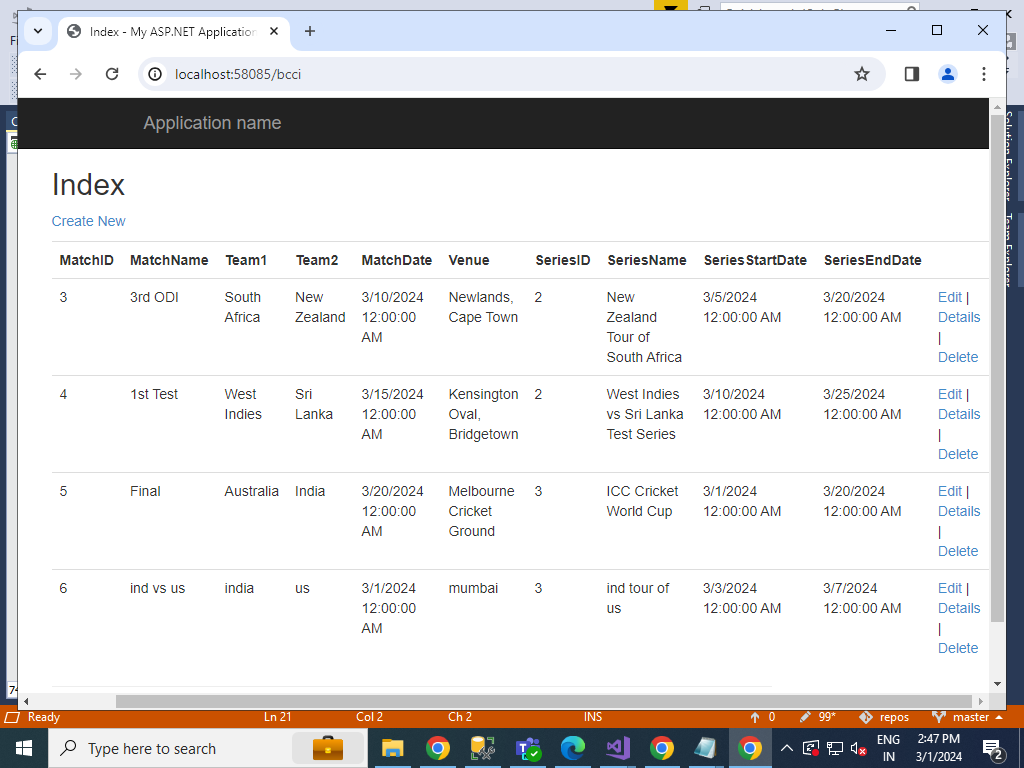 Index - My ASP.NET Application
localhost:58085/bcci
Application name
Index
Create New
MatchID MatchName Team1 Team2 MatchDate Venue SeriesID SeriesName SeriesStartDate SeriesEndDate
3 3rd ODI South New 3/10/2024 Newlands, 2 New 3/5/2024 3/20/2024 Edit |
Africa Zealand 12:00:00 Cape Town Zealand 12:00:00 AM 12:00:00 AM Details
AM Tour of |
South Africa Delete
4 1st Test West Sri 3/15/2024 Kensington 2 West Indies 3/10/2024 3/25/2024 Edit |
Indies Lanka 12:00:00 Oval, vs Sri Lanka 12:00:00 AM 12:00:00 AM Details
AM Bridgetown Test Series |
Delete
5 Final Australia India 3/20/2024 Melbourne 3 ICC Cricket 3/1/2024 3/20/2024 Edit |
12:00:00 Cricket World Cup 12:00:00 AM 12:00:00 AM Details
AM Ground |
Delete
6 ind vs us india us 3/1/2024 mumbai 3 ind tour of 3/3/2024 3/7/2024 Edit |
12:00:00 us 12:00:00 AM 12:00:00 AM Details
AM |
Delete
Solution Explorer
Team Explorer
74
Ready Ln 21 Col 2 Ch 2 INS 0 99* repos master
Type here to search
ENG 2:47 PM
IN 3/1/2024
2